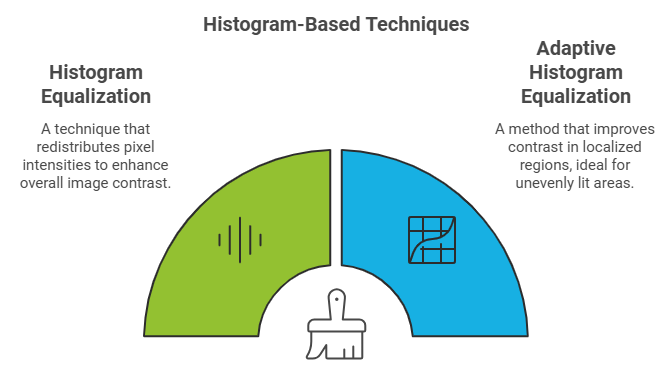 Histogram-Based Techniques
Histogram
Equalization
A technique that
redistributes pixel
intensities to enhance
overall image contrast.
Adaptive
Histogram
Equalization
A method that improves
contrast in localized
regions, ideal for
unevenly lit areas.